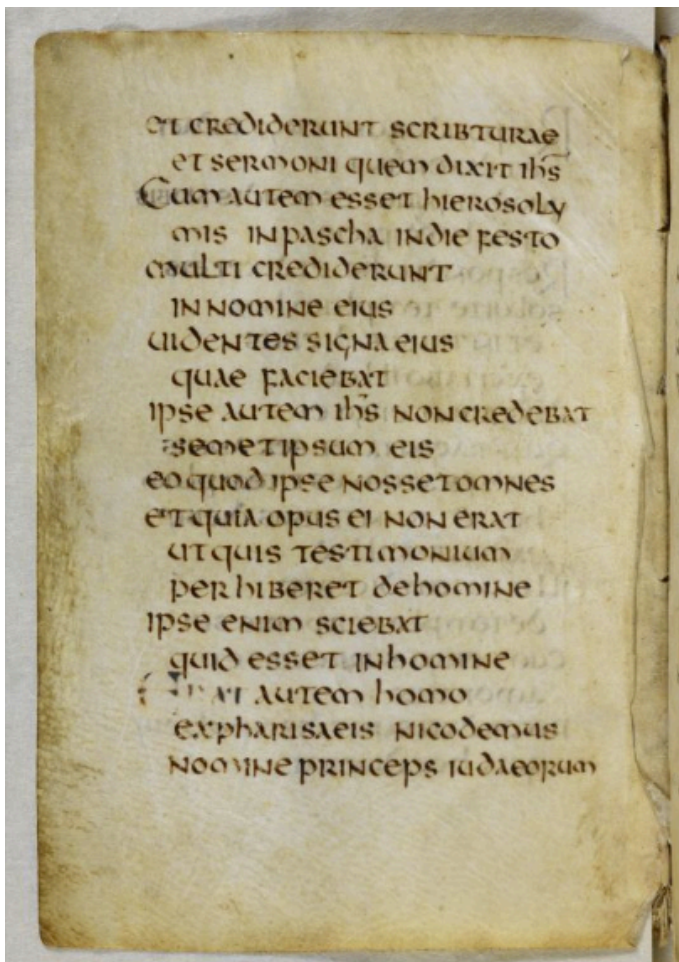 et crediderunt scribturae
et sermoni quem dixit ihs
Cum autem esset hierosoly
mis in pascha in die festo
multi crediderunt
in nomine eius
uidentes signa eius
quae faciebat
ipse autem ihs non credebat
semetipsum eis
eo quod ipse nosset omnes
et quia opus ei non erat
ut quis testimonium
perhiberet de homine
ipse enim sciebat
quid esset in homine
autem homo
ex pharisaeis nicodemus
nomine princeps iudaeorum